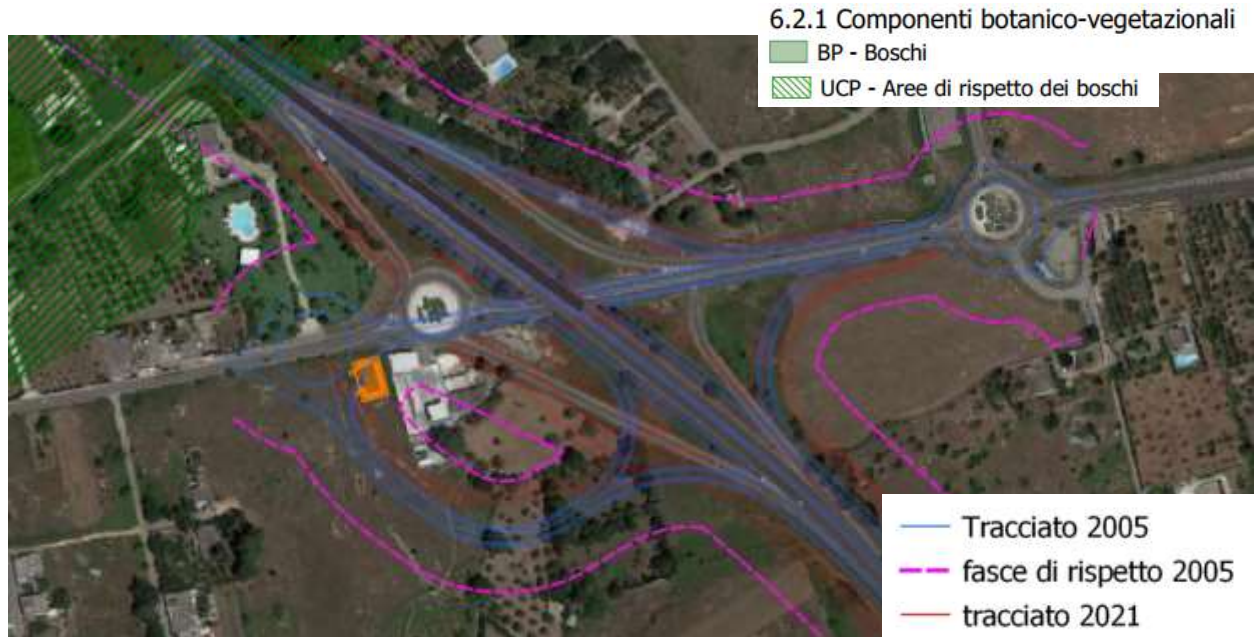 6.2.1 Componenti botanico-vegetazionali
BP - Boschi
UCP - Aree di rispetto dei boschi
Tracciato 2005
fasce di rispetto 2005
tracciato 2021